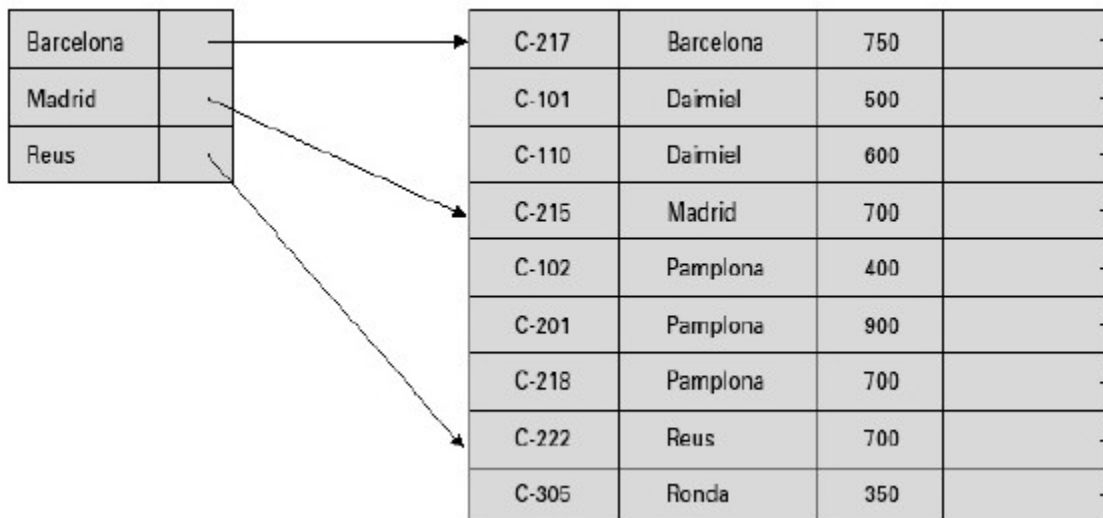 Barcelona
Madrid
Reus
C-217 Barcelona 750
C-101 Daimiel 500
C-110 Daimiel 600
C-215 Madrid 700
C-102 Pamplona 400
C-201 Pamplona 900
C-218 Pamplona 700
C-222 Reus 700
C-305 Ronda 350